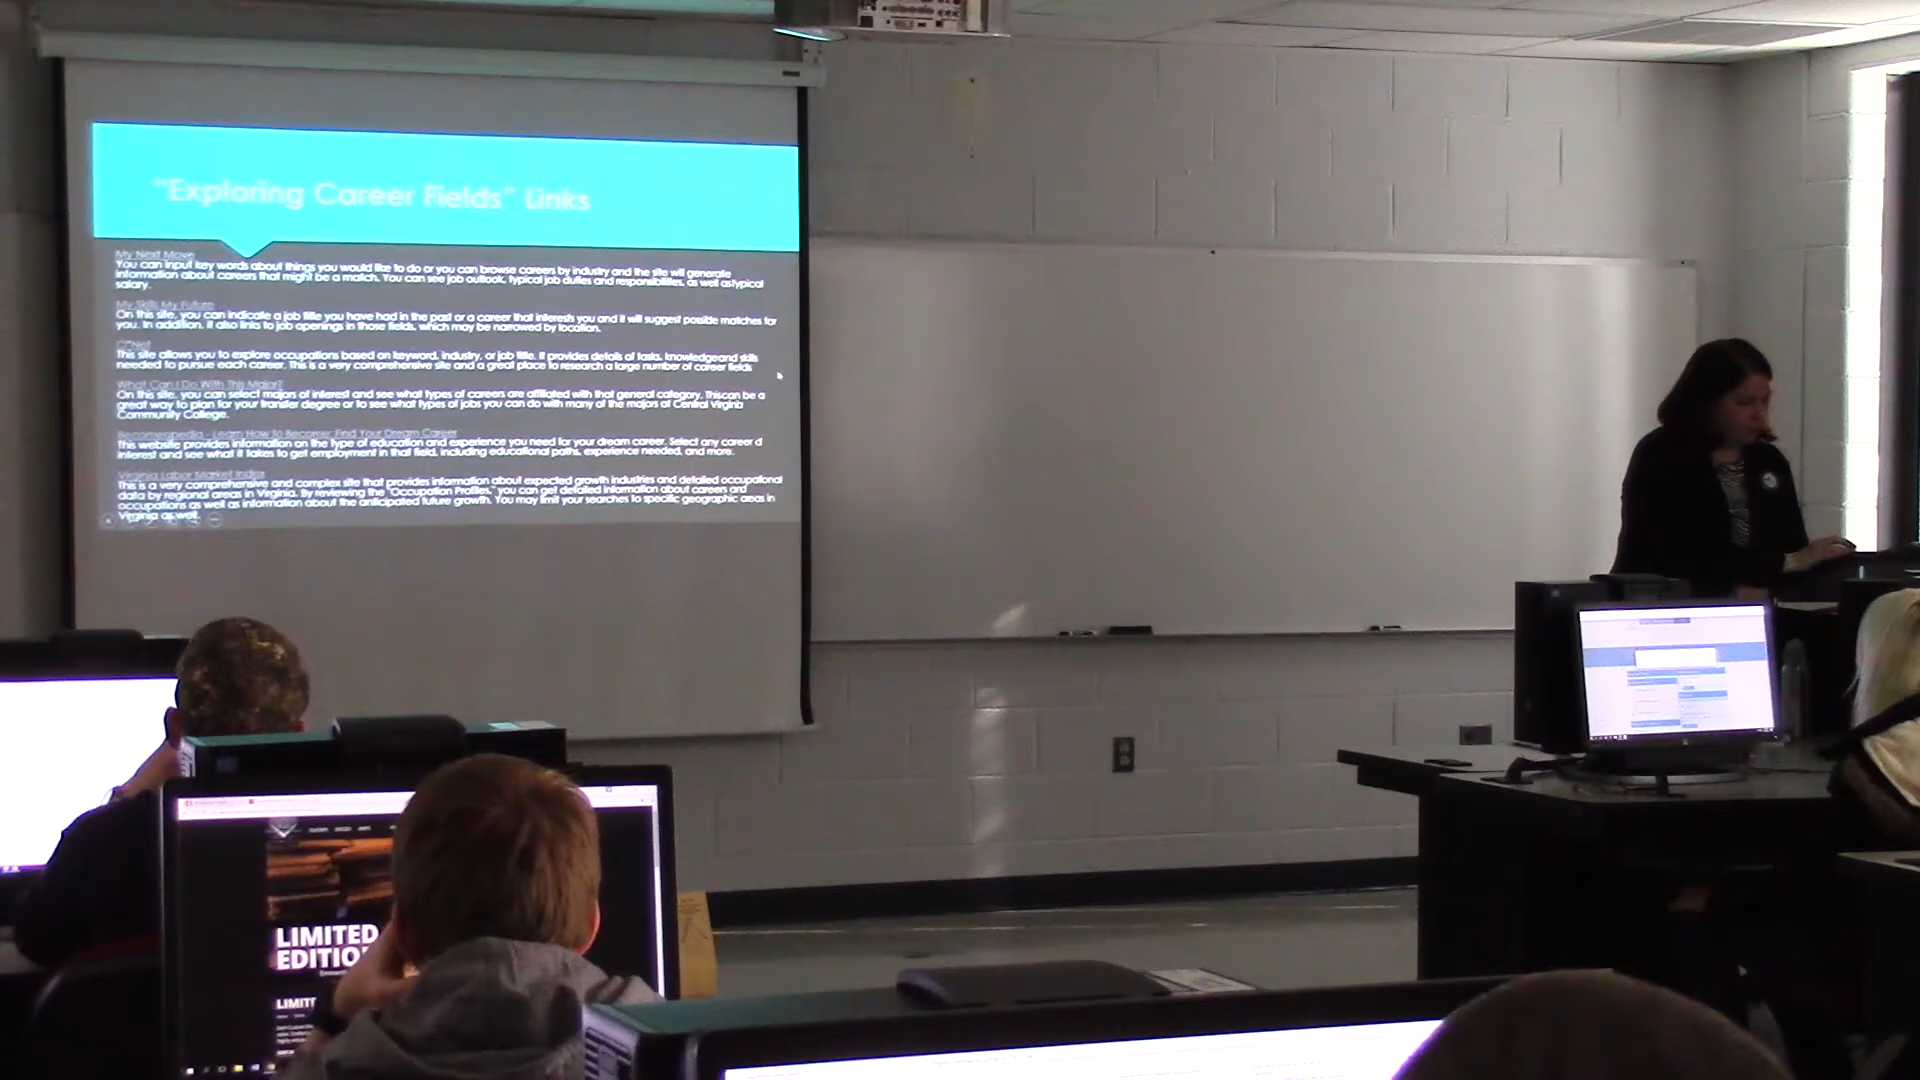 "Exploring Career Fields" Links
My Next Move
You can input key words about things you would like to do or you can browse careers by industry and the site will generate
information about careers that might be a match. You can see job outlook, typical job duties and responsibilities, as well astypical
salary.
My Skills My Future
On this site, you can indicate a job title you have had in the past or a career that interests you and it will suggest possible matches for
you. In addition, it also links to job openings in those fields, which may be narrowed by location.
O*Net
This site allows you to explore occupations based on keyword, industry, or job title. It provides details of tasks, knowledgeand skills
needed to pursue each career. This is a very comprehensive site and a great place to research a large number of career fields
What Can I Do With This Major?
On this site, you can select majors of interest and see what types of careers are affiliated with that general category. Thiscan be a
great way to plan for your transfer degree or to see what types of jobs you can do with many of the majors at Central Virginia
Community College.
Becomeopedia - Learn How to Become: Find Your Dream Career
This website provides information on the type of education and experience you need for your dream career. Select any career of
interest and see what it takes to get employment in that field, including educational paths, experience needed, and more.
Virginia Labor Market Index
This is a very comprehensive and complex site that provides information about expected growth industries and detailed occupational
data by regional areas in Virginia. By reviewing the "Occupation Profiles," you can get detailed information about careers and
occupations as well as information about the anticipated future growth. You may limit your searches to specific geographic areas in
Virginia as well.
LIMITED
EDITIO
LIMIT